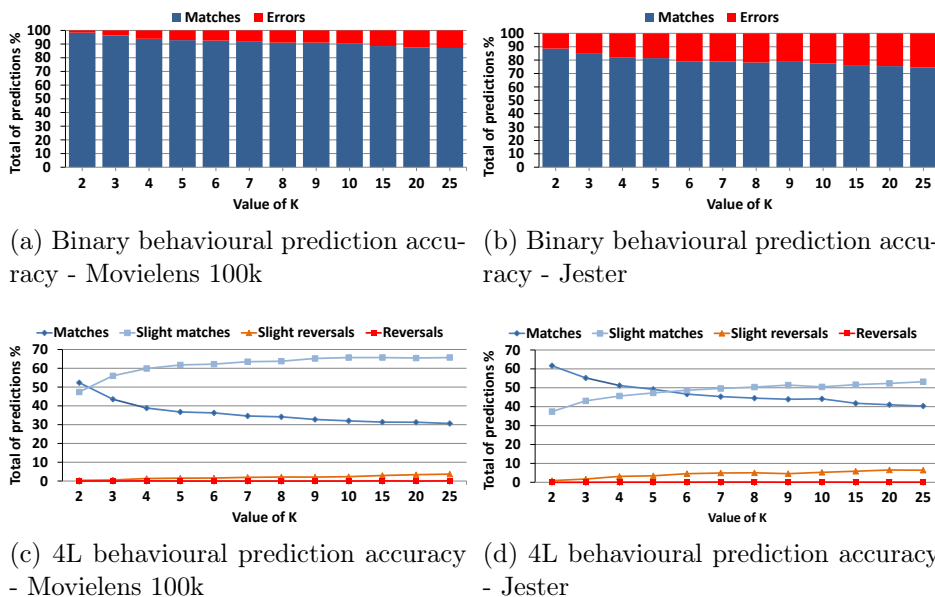 Matches Errors
Total of predictions %
100
90
80
70
60
50
40
30
20
10
0
2 3 4 5 6 7 8 9 10 15 20 25
Value of K
(a) Binary behavioural prediction accu-
racy - Movielens 100k
Matches Errors
Total of predictions %
100
90
80
70
60
50
40
30
20
10
0
2 3 4 5 6 7 8 9 10 15 20 25
Value of K
(b) Binary behavioural prediction accu-
racy - Jester
Matches Slight matches Slight reversals Reversals
Total of predictions %
70
60
50
40
30
20
10
0
2 3 4 5 6 7 8 9 10 15 20 25
Value of K
(c) 4L behavioural prediction accuracy
- Movielens 100k
Matches Slight matches Slight reversals Reversals
Total of predictions %
70
60
50
40
30
20
10
0
2 3 4 5 6 7 8 9 10 15 20 25
Value of K
(d) 4L behavioural prediction accuracy
- Jester